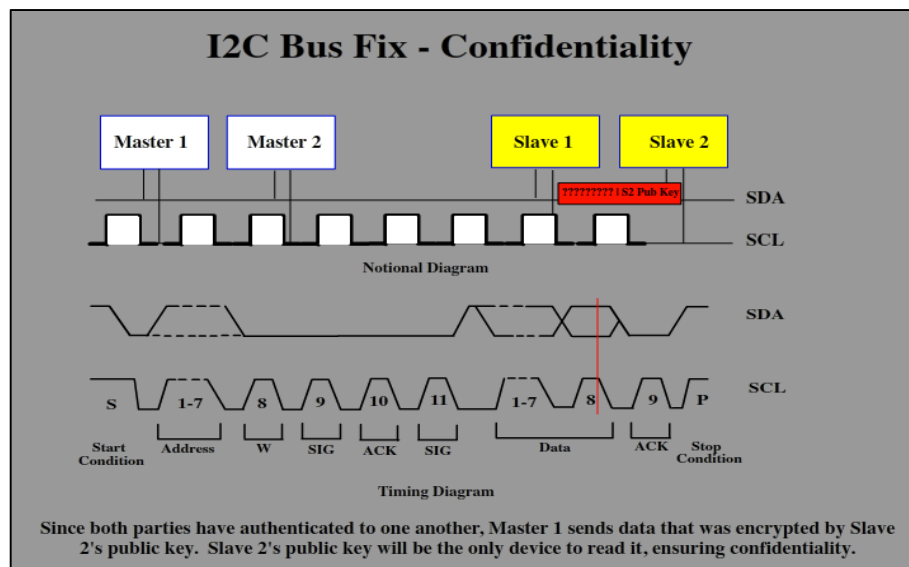 I2C Bus Fix - Confidentiality
Master 1
Master 2
Slave 1
Slave 2
????????? | S2 Pub Key
SDA
SCL
Notional Diagram
SDA
SCL
S
1-7
8
9
10
11
1-7
8
9
P
Start
Condition
Address
W
SIG
ACK
SIG
Data
ACK
Stop
Condition
Timing Diagram
Since both parties have authenticated to one another, Master 1 sends data that was encrypted by Slave
2's public key. Slave 2's public key will be the only device to read it, ensuring confidentiality.